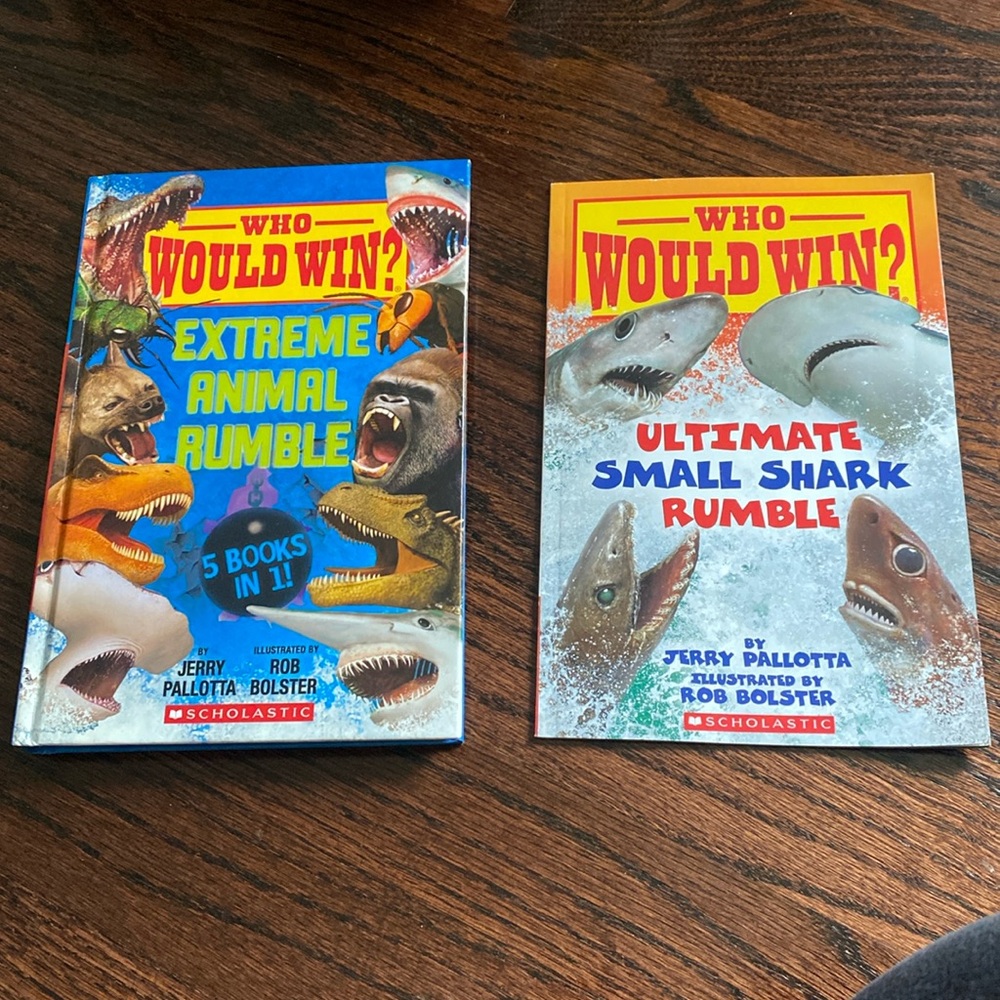 WHO
WOULD WIN?
EXTREME
ANIMAL
RUMBLE
5 BOOKS
IN 1!
BY
JERRY
PALLOTTA
ILLUSTRATED BY
ROB
BOLSTER
SCHOLASTIC
WHO
WOULD WIN?
ULTIMATE
SMALL SHARK
RUMBLE
BY
JERRY PALLOTTA
ILLUSTRATED BY
ROB BOLSTER
SCHOLASTIC